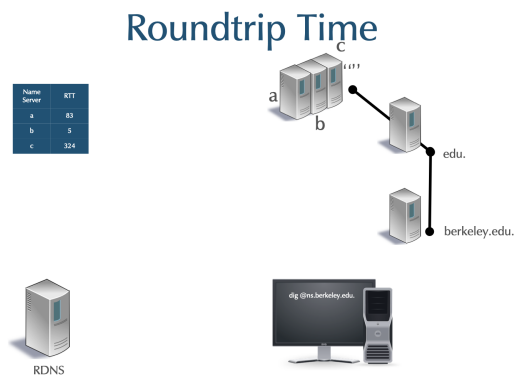 Roundtrip Time
c
“”
a
b
Name Server RTT
a 83
b 5
c 324
edu.
berkeley.edu.
dig @ns.berkeley.edu.
RDNS